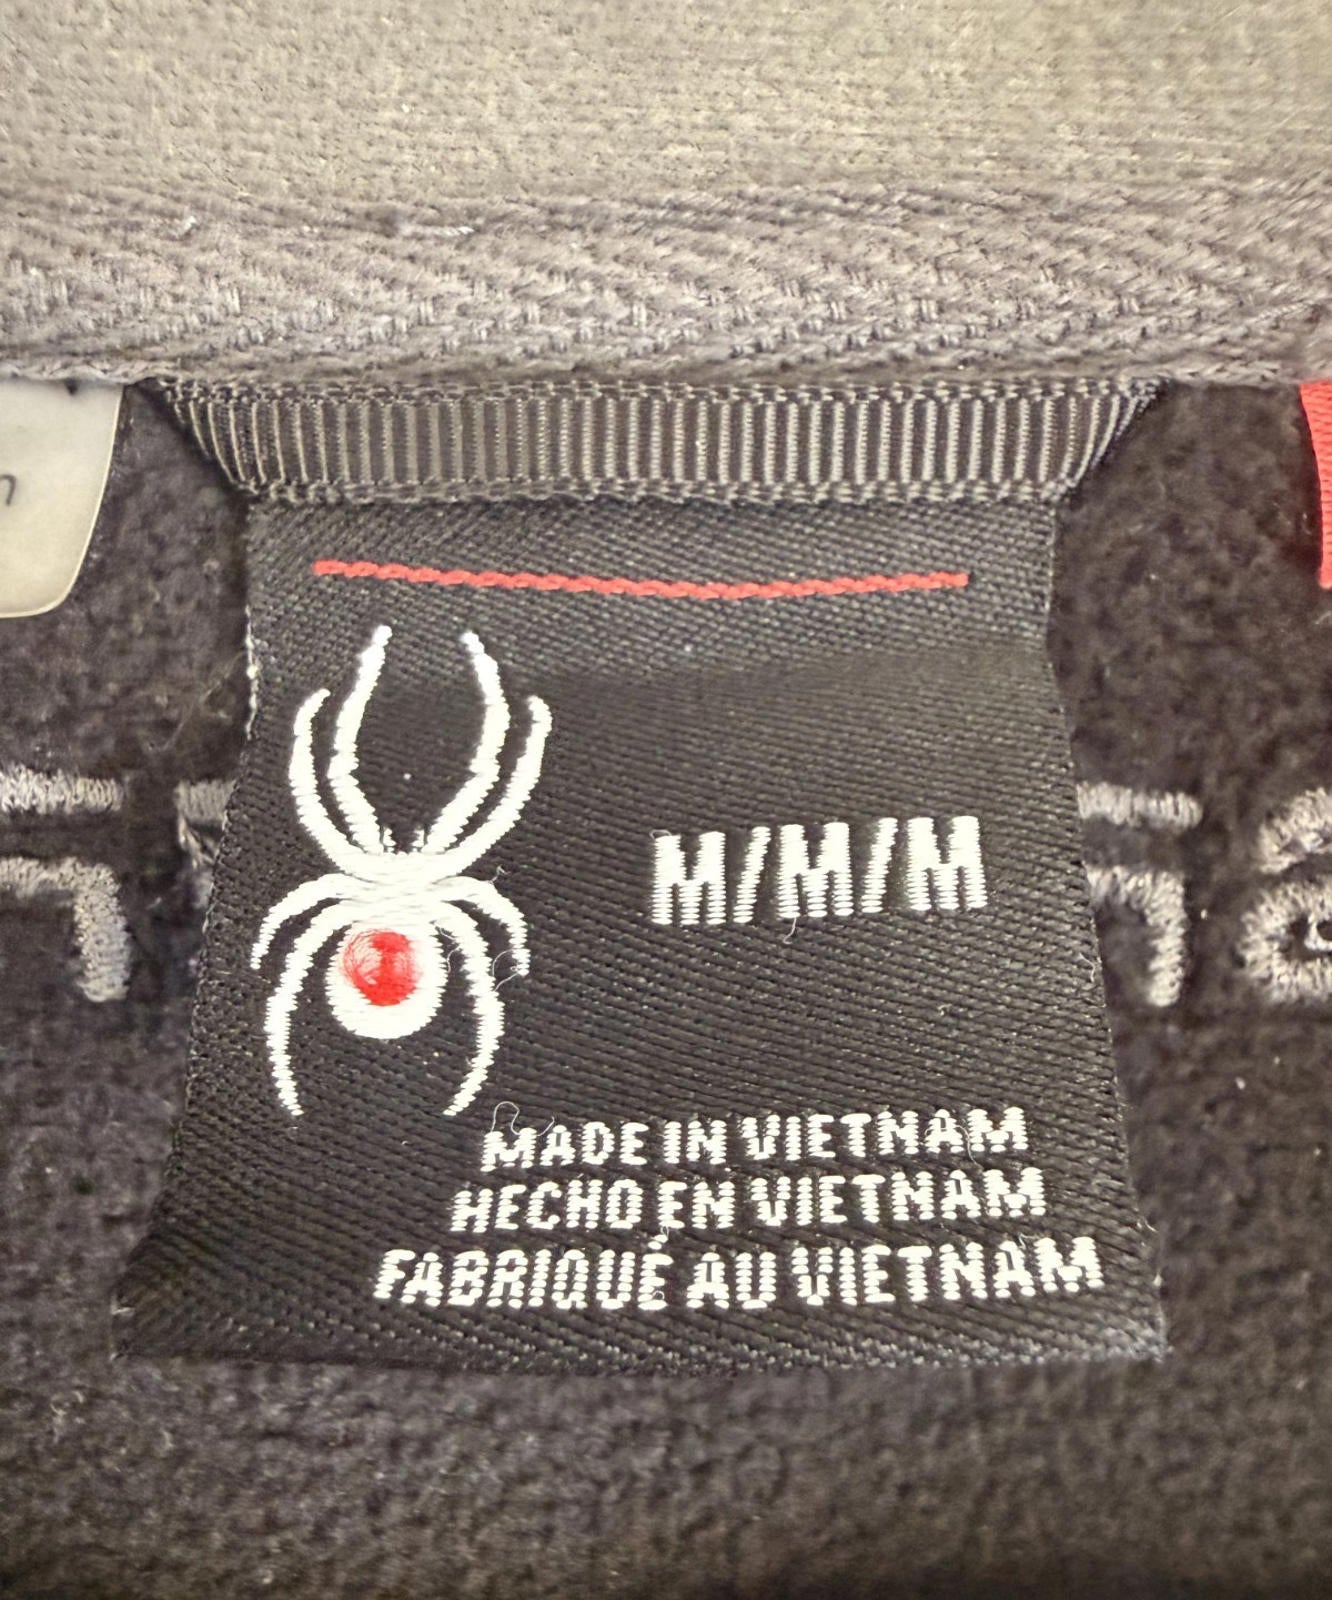 M/M/M
MADE IN VIETNAM
HECHO EN VIETNAM
FABRIQUÉ AU VIETNAM